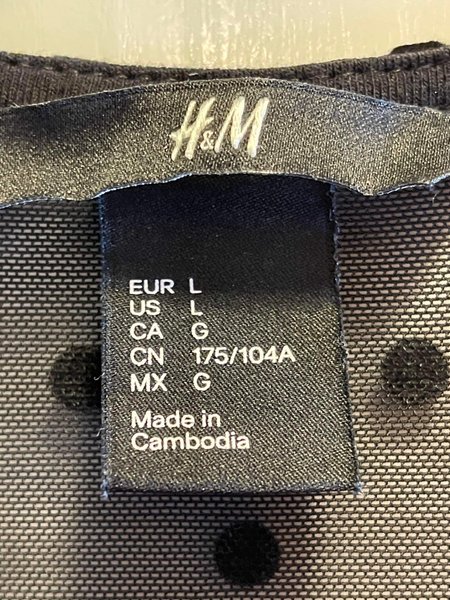 H&M
EUR L
US L
CA G
CN 175/104A
MX G
Made in
Cambodia